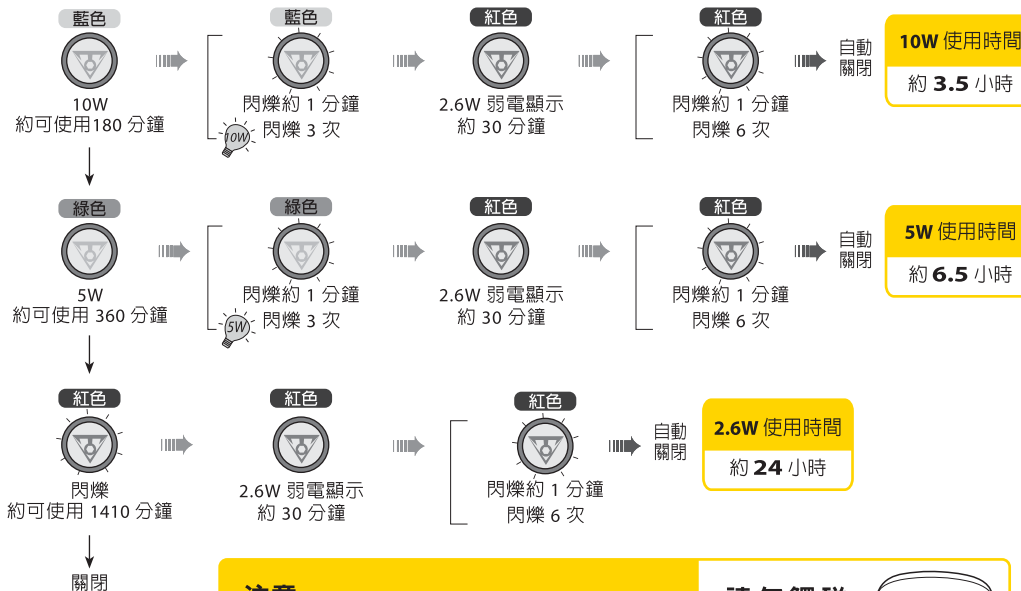 藍色
10W
約可使用180 分鐘
藍色
閃爍約 1 分鐘
閃爍 3 次
10W
紅色
2.6W 弱電顯示
約 30 分鐘
紅色
閃爍約 1 分鐘
閃爍 6 次
自動
關閉
10W 使用時間
約 3.5 小時
綠色
5W
約可使用 360 分鐘
綠色
閃爍約 1 分鐘
閃爍 3 次
5W
紅色
2.6W 弱電顯示
約 30 分鐘
紅色
閃爍約 1 分鐘
閃爍 6 次
自動
關閉
5W 使用時間
約 6.5 小時
紅色
閃爍
約可使用 1410 分鐘
紅色
2.6W 弱電顯示
約 30 分鐘
紅色
閃爍約 1 分鐘
閃爍 6 次
自動
關閉
2.6W 使用時間
約 24 小時
關閉
注意
請勿觸碰